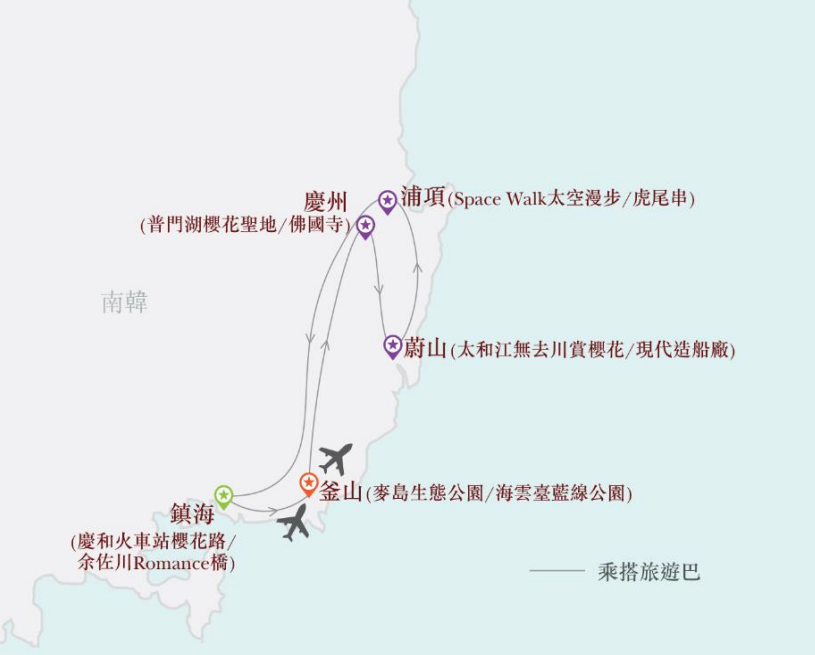 慶州
(普門湖櫻花聖地/佛國寺)
浦項(Space Walk太空漫步/虎尾串)
南韓
蔚山(太和江無去川賞櫻花/現代造船廠)
釜山(麥島生態公園/海雲臺藍線公園)
鎮海
(慶和火車站櫻花路/
余佐川Romance橋)
乘搭旅遊巴